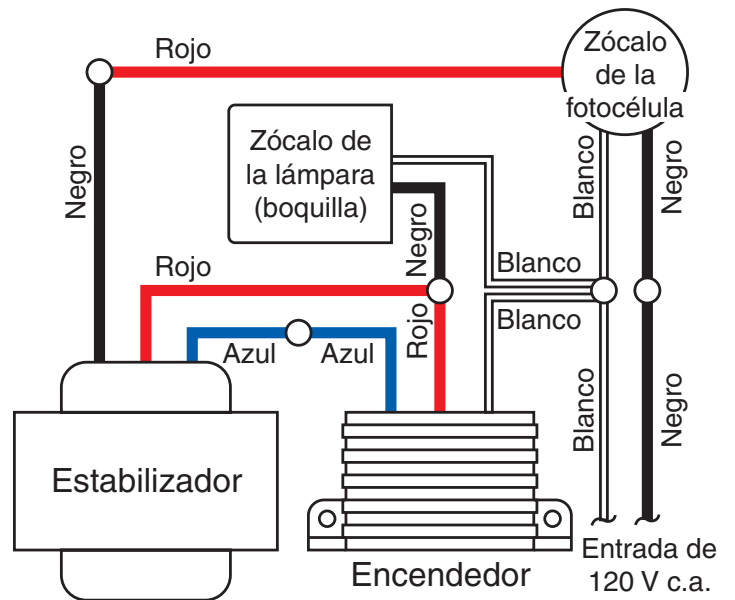 Rojo
Zócalo
de la
fotocélula
Zócalo de
la lámpara
(boquilla)
Negro
Blanco
Negro
Negro
Rojo
Blanco
Blanco
Rojo
Azul
Azul
Blanco
Negro
Estabilizador
Encendedor
Entrada de
120 V c.a.